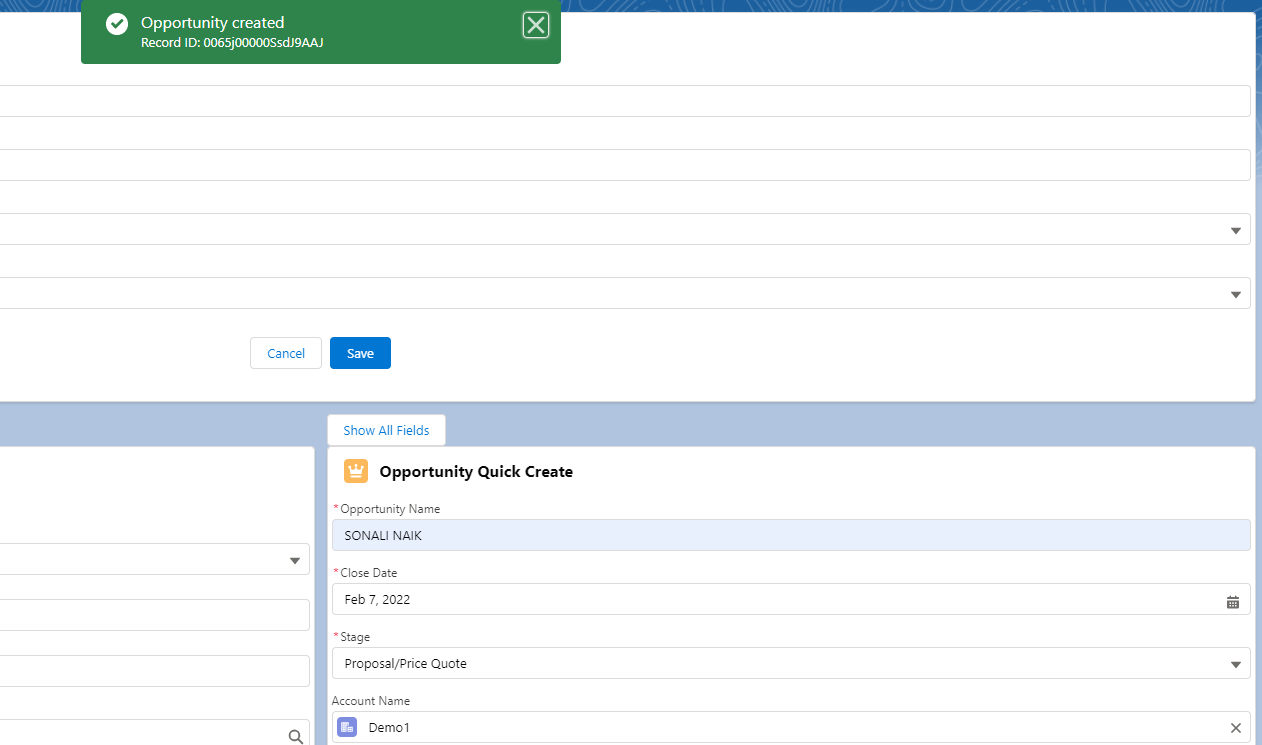 Opportunity created
Record ID: 0065j00000SsdJ9AAJ
Cancel
Save
Show All Fields
Opportunity Quick Create
*Opportunity Name
SONALI NAIK
*Close Date
Feb 7, 2022
*Stage
Proposal/Price Quote
Account Name
Demo1